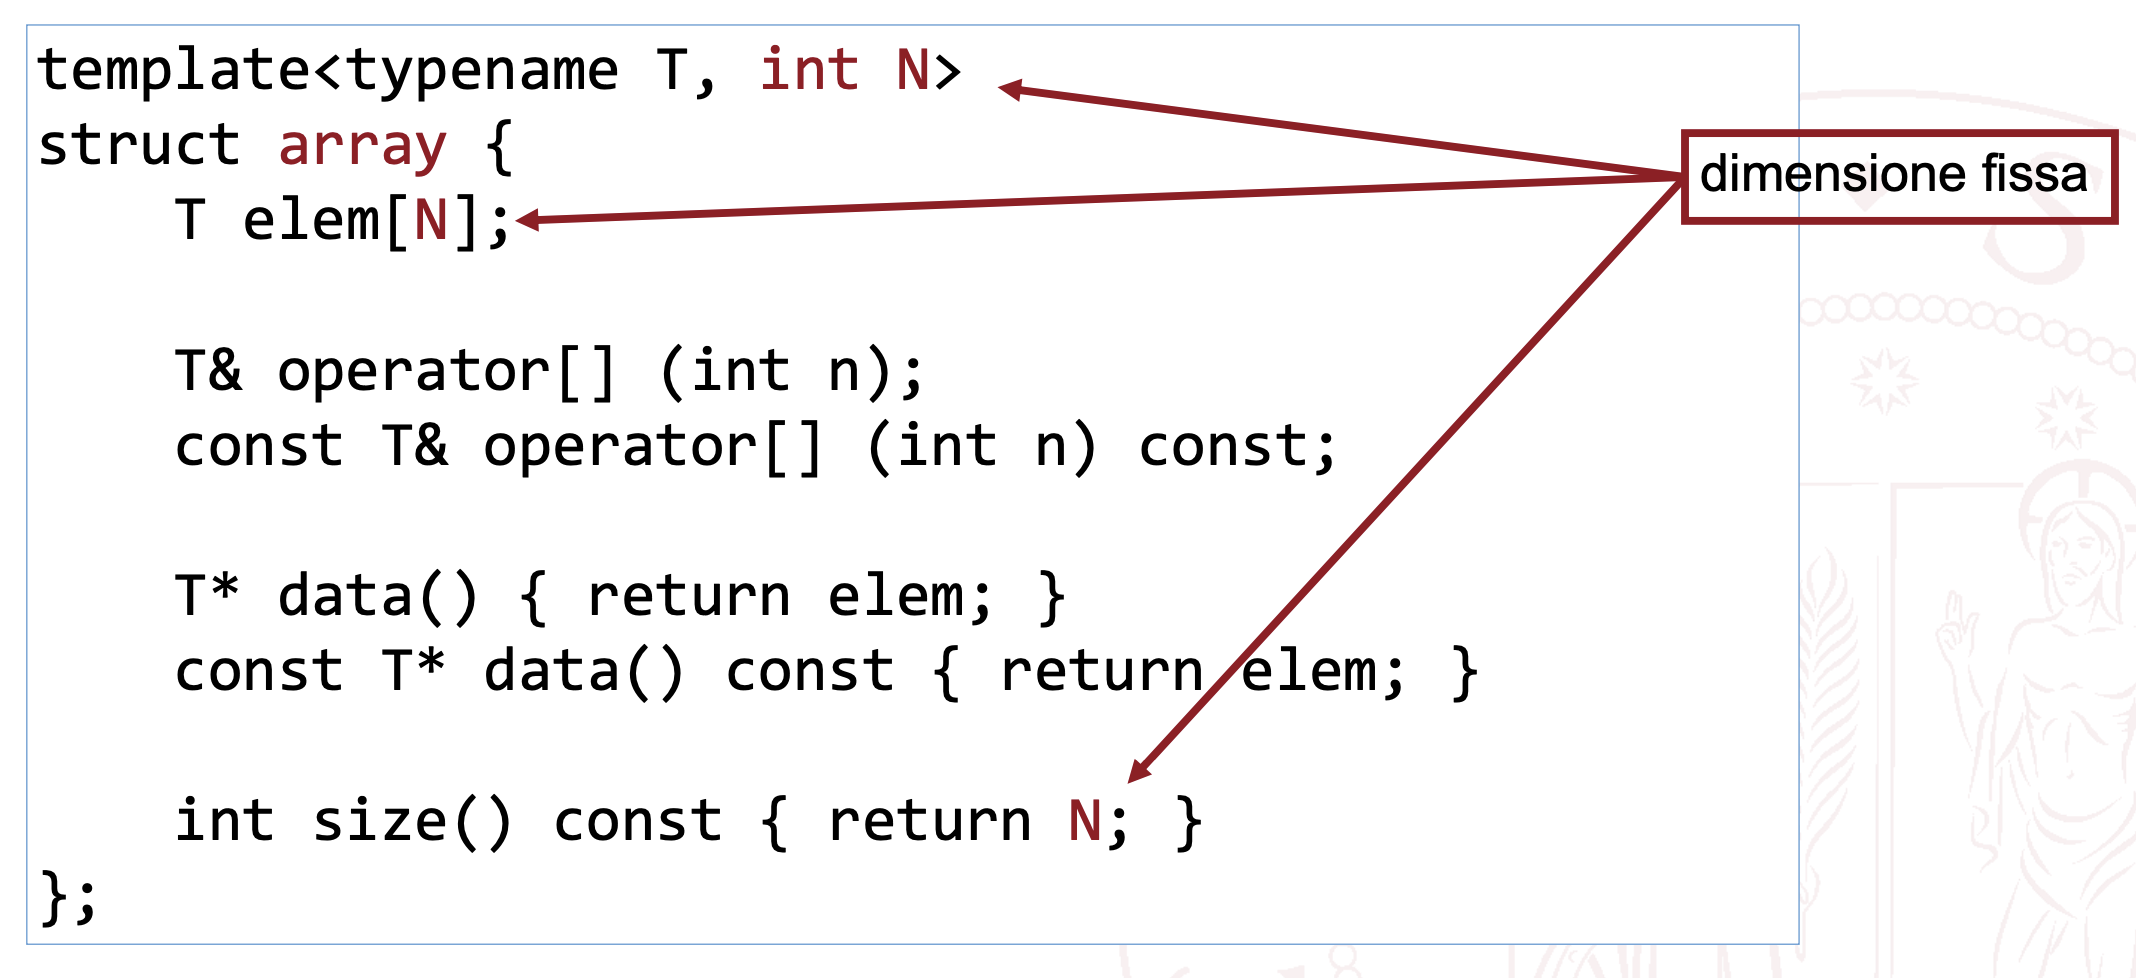 template<typename T, int N>
struct array {
    T elem[N];
    T& operator[] (int n);
    const T& operator[] (int n) const;
    T* data() { return elem; }
    const T* data() const { return elem; }
    int size() const { return N; }
};
dimensione fissa